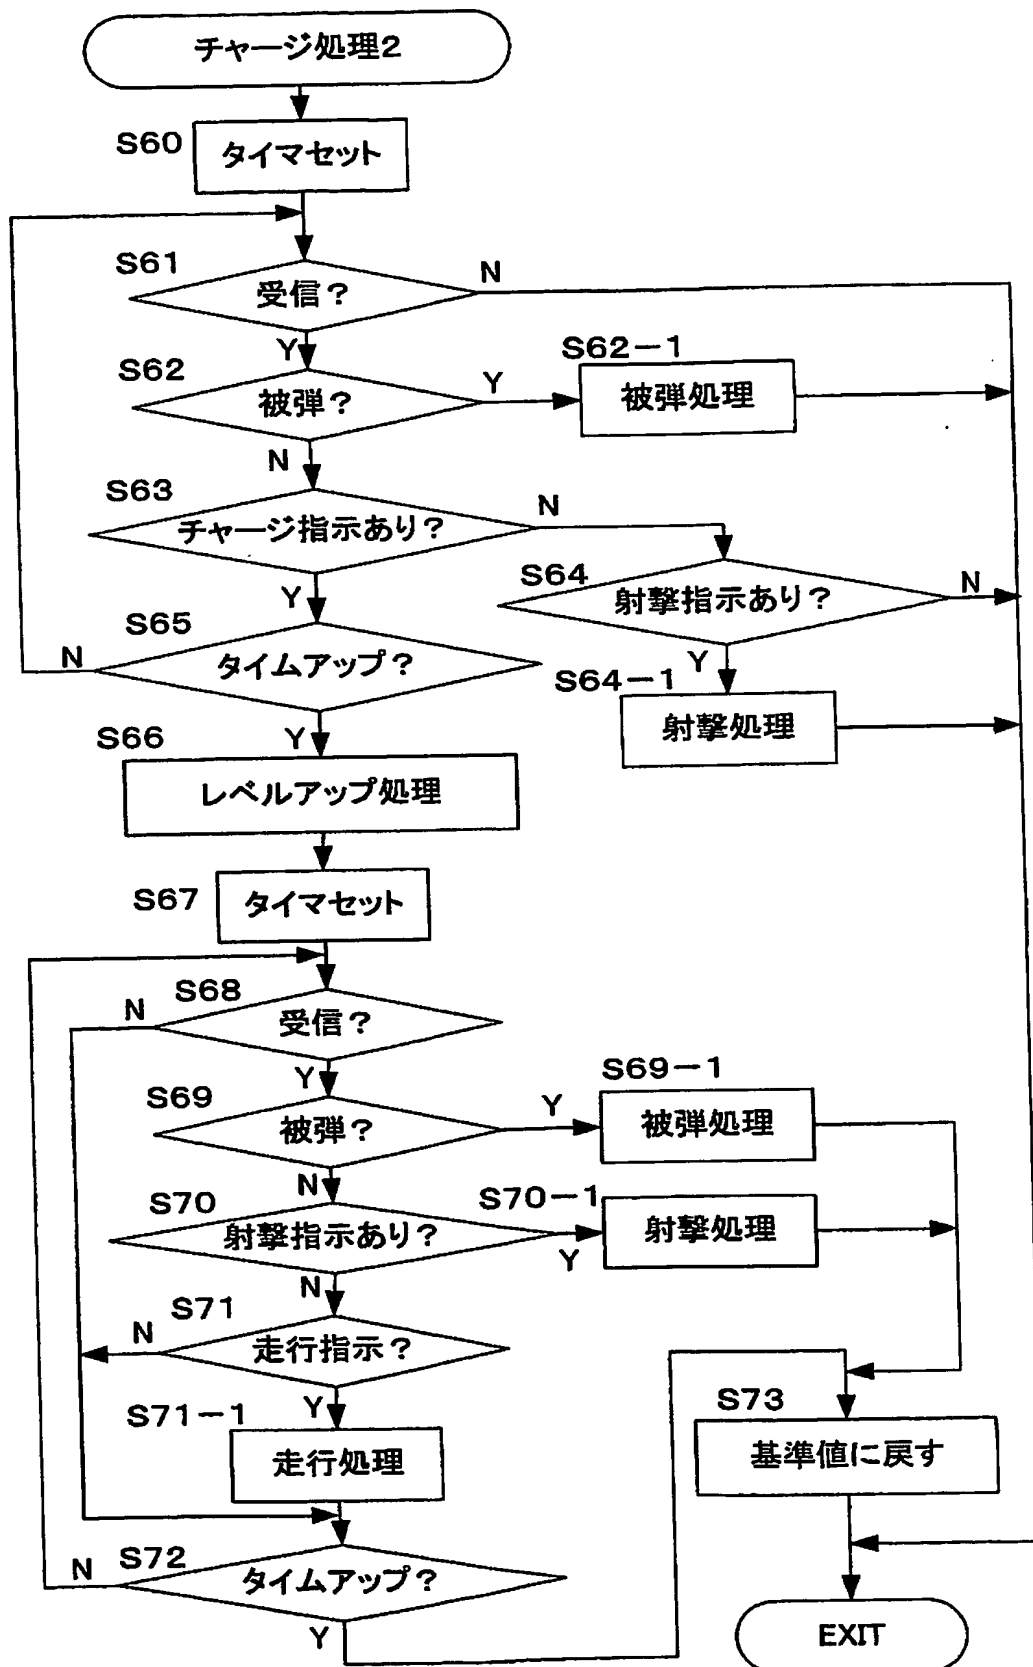 チャージ処理2
S60
タイマセット
S61
受信?
N
Y
S62
被弾?
Y
S62-1
被弾処理
N
S63
チャージ指示あり?
N
S64
射撃指示あり?
N
Y
S65
Y
S64-1
射撃処理
タイムアップ?
N
Y
S66
レベルアップ処理
S67
タイマセット
S68
受信?
N
Y
S69
被弾?
Y
S69-1
被弾処理
N
S70
射撃指示あり?
Y
S70-1
射撃処理
N
S71
走行指示?
N
Y
S71-1
走行処理
S73
基準値に戻す
S72
タイムアップ?
N
Y
EXIT